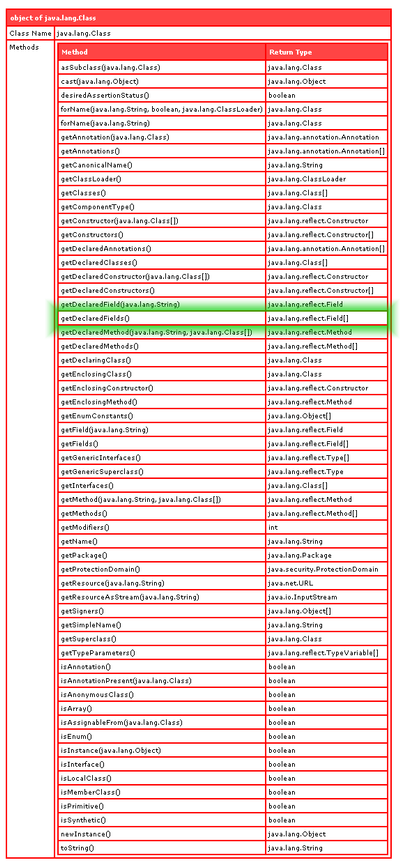 object of java.lang.Class
Class Name java.lang.Class
Methods
Method Return Type
asSubclass(java.lang.Class) java.lang.Class
cast(java.lang.Object) java.lang.Object
desiredAssertionStatus() boolean
forName(java.lang.String, boolean, java.lang.ClassLoader) java.lang.Class
forName(java.lang.String) java.lang.Class
getAnnotation(java.lang.Class) java.lang.annotation.Annotation
getAnnotations() java.lang.annotation.Annotation[]
getCanonicalName() java.lang.String
getClassLoader() java.lang.ClassLoader
getClasses() java.lang.Class[]
getComponentType() java.lang.Class
getConstructor(java.lang.Class[]) java.lang.reflect.Constructor
getConstructors() java.lang.reflect.Constructor[]
getDeclaredAnnotations() java.lang.annotation.Annotation[]
getDeclaredClasses() java.lang.Class[]
getDeclaredConstructor(java.lang.Class[]) java.lang.reflect.Constructor
getDeclaredConstructors() java.lang.reflect.Constructor[]
getDeclaredField(java.lang.String) java.lang.reflect.Field
getDeclaredFields() java.lang.reflect.Field[]
getDeclaredMethod(java.lang.String, java.lang.Class[]) java.lang.reflect.Method
getDeclaredMethods() java.lang.reflect.Method[]
getDeclaringClass() java.lang.Class
getEnclosingClass() java.lang.Class
getEnclosingConstructor() java.lang.reflect.Constructor
getEnclosingMethod() java.lang.reflect.Method
getEnumConstants() java.lang.Object[]
getField(java.lang.String) java.lang.reflect.Field
getFields() java.lang.reflect.Field[]
getGenericInterfaces() java.lang.reflect.Type[]
getGenericSuperclass() java.lang.reflect.Type
getInterfaces() java.lang.Class[]
getMethod(java.lang.String, java.lang.Class[]) java.lang.reflect.Method
getMethods() java.lang.reflect.Method[]
getModifiers() int
getName() java.lang.String
getPackage() java.lang.Package
getProtectionDomain() java.security.ProtectionDomain
getResource(java.lang.String) java.net.URL
getResourceAsStream(java.lang.String) java.io.InputStream
getSigners() java.lang.Object[]
getSimpleName() java.lang.String
getSuperclass() java.lang.Class
getTypeParameters() java.lang.reflect.TypeVariable[]
isAnnotation() boolean
isAnnotationPresent(java.lang.Class) boolean
isAnonymousClass() boolean
isArray() boolean
isAssignableFrom(java.lang.Class) boolean
isEnum() boolean
isInstance(java.lang.Object) boolean
isInterface() boolean
isLocalClass() boolean
isMemberClass() boolean
isPrimitive() boolean
isSynthetic() boolean
newInstance() java.lang.Object
toString() java.lang.String